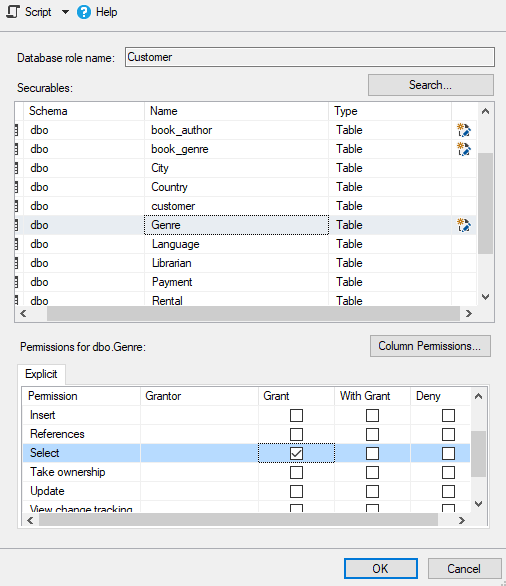 Script Help
Database role name: Customer
Securables: Search...
Schema Name Type
dbo book_author Table
dbo book_genre Table
dbo City Table
dbo Country Table
dbo customer Table
dbo Genre Table
dbo Language Table
dbo Librarian Table
dbo Payment Table
dbo Rental Table
Permissions for dbo.Genre: Column Permissions...
Explicit
Permission Grantor Grant With Grant Deny
Insert
References
Select
Take ownership
Update
View change tracking
OK Cancel